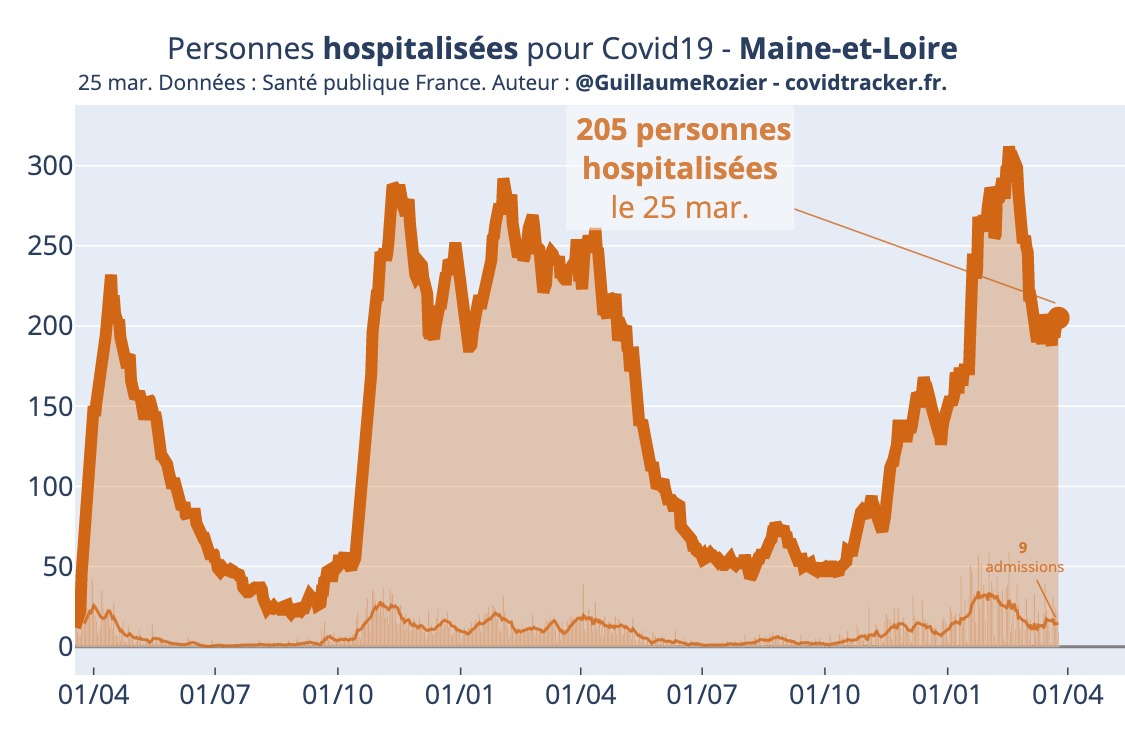 Personnes hospitalisées pour Covid19 - Maine-et-Loire
25 mar. Données : Santé publique France. Auteur : @GuillaumeRozier - covidtracker.fr.
205 personnes
hospitalisées
le 25 mar.
300
250
200
150
100
50
0
9
admissions
01/04 01/07 01/10 01/01 01/04 01/07 01/10 01/01 01/04